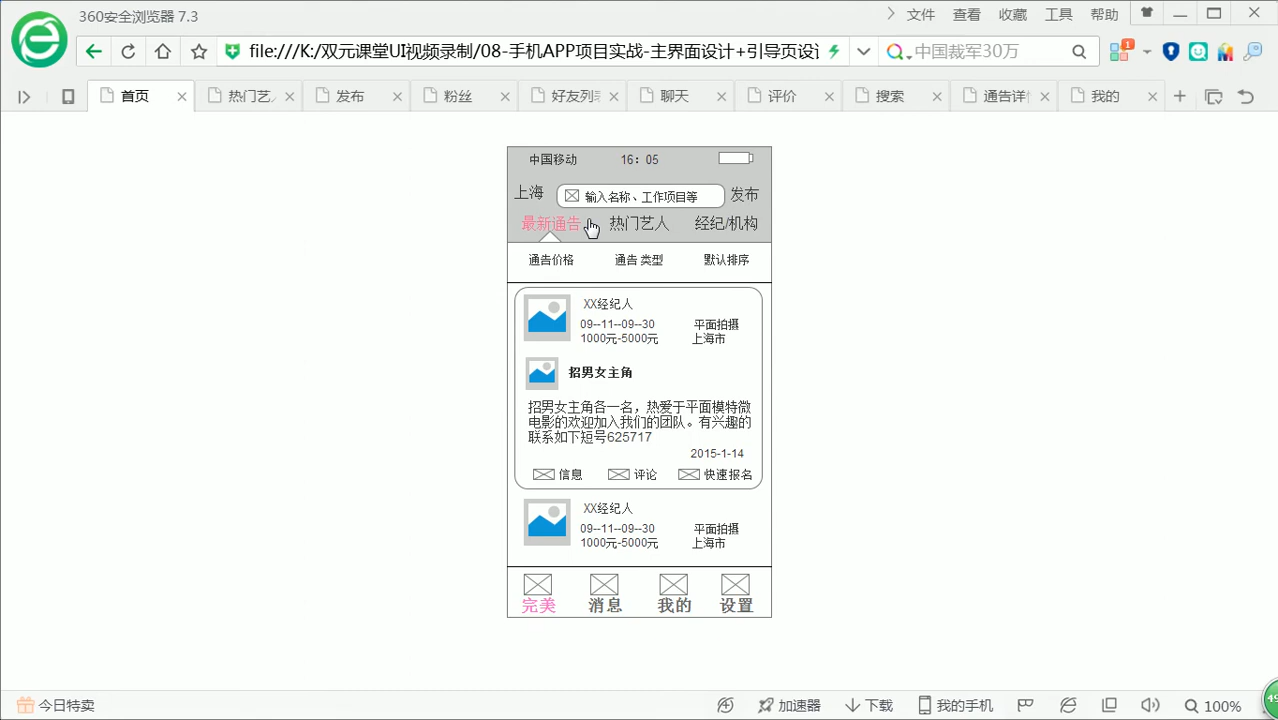 360安全浏览器 7.3
文件 查看 收藏 工具 帮助
file:///K:/双元课堂UI视频录制/08-手机APP项目实战-主界面设计+引导页设计
中国裁军30万
1
首页 热门艺 发布 粉丝 好友列表 聊天 评价 搜索 通告详情 我的
中国移动 16：05
上海 输入名称、工作项目等 发布
最新通告 热门艺人 经纪/机构
通告价格 通告 类型 默认排序
XX经纪人
09--11--09--30 平面拍摄
1000元-5000元 上海市
招男女主角
招男女主角各一名，热爱于平面模特微
电影的欢迎加入我们的团队。有兴趣的
联系如下短号625717
2015-1-14
信息 评论 快速报名
XX经纪人
09--11--09--30 平面拍摄
1000元-5000元 上海市
完美 消息 我的 设置
今日特卖 加速器 下载 我的手机 100%